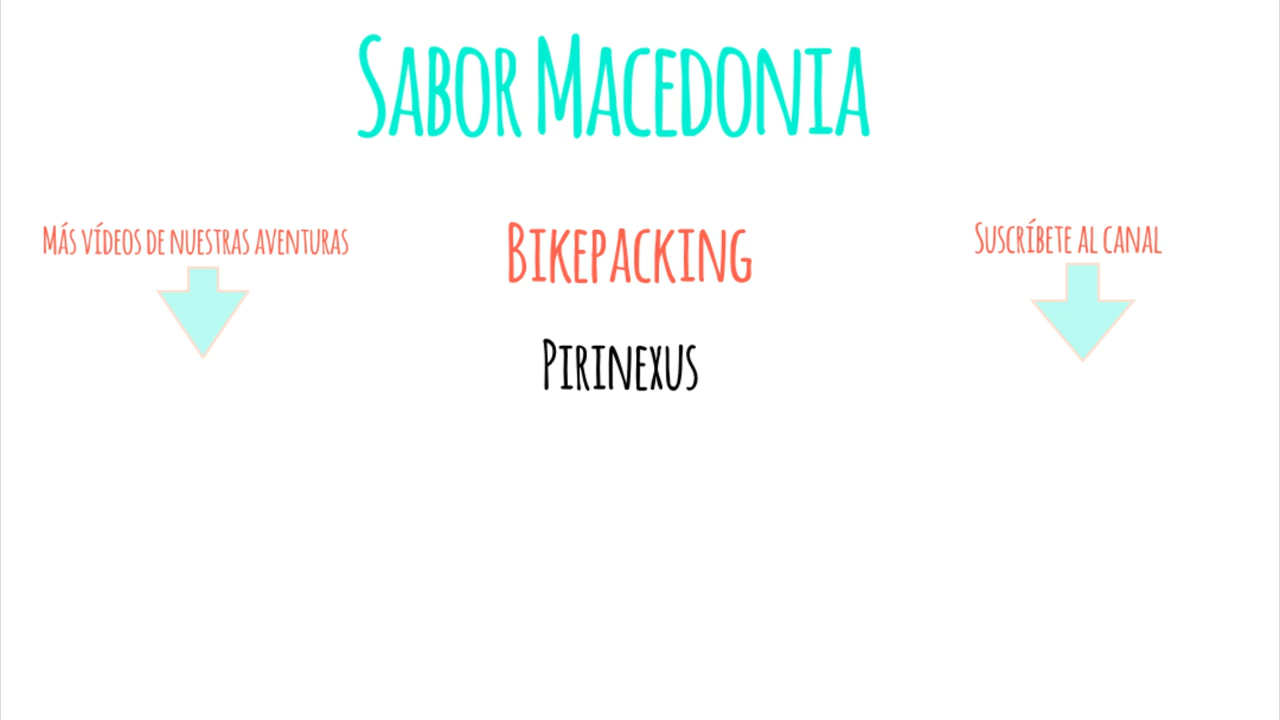 Sabor Macedonia
Más vídeos de nuestras aventuras
Bikepacking
Suscríbete al canal
Pirinexus